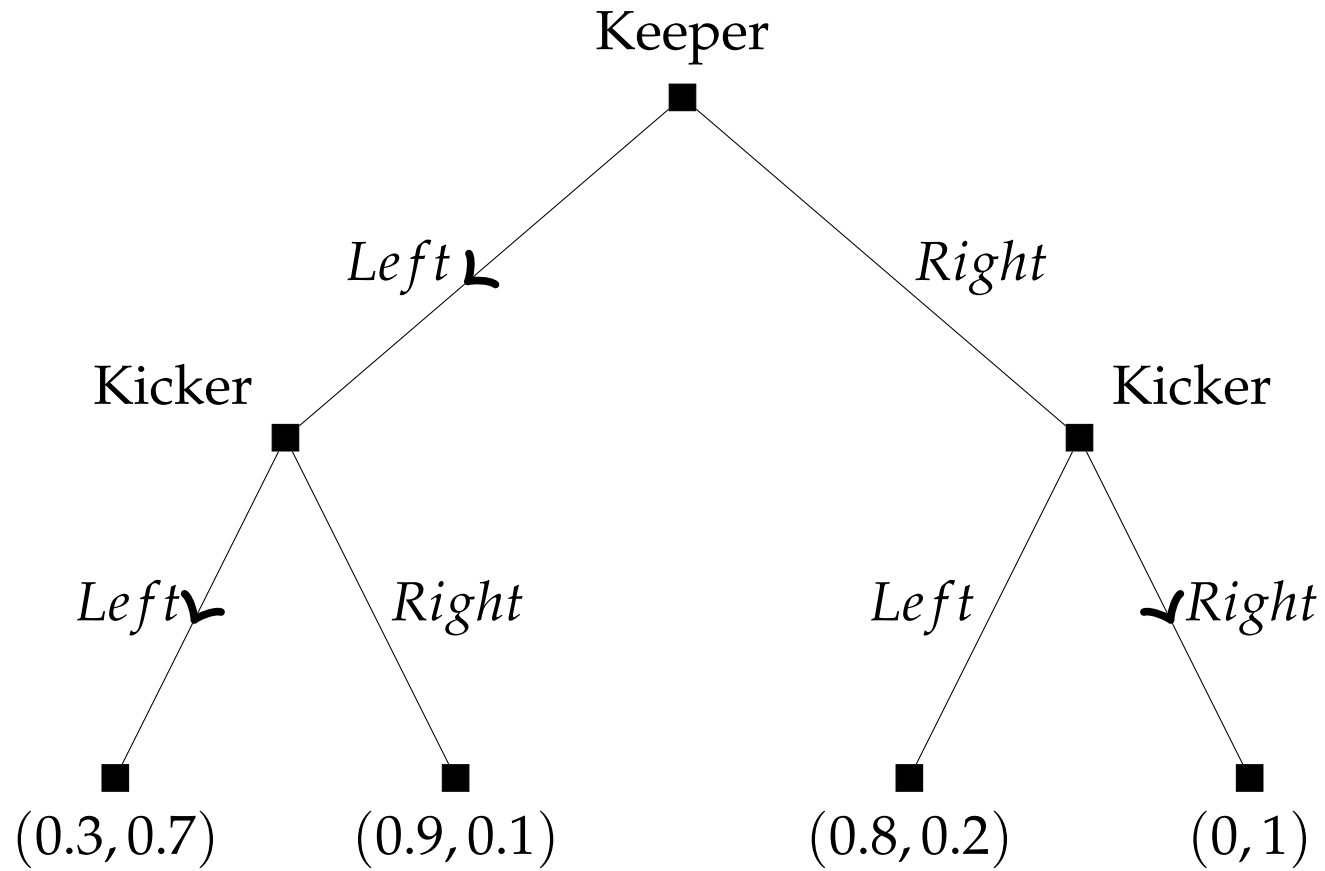 Keeper
Left Right
Kicker Kicker
Left Right Left Right
(0.3, 0.7) (0.9, 0.1) (0.8, 0.2) (0, 1)